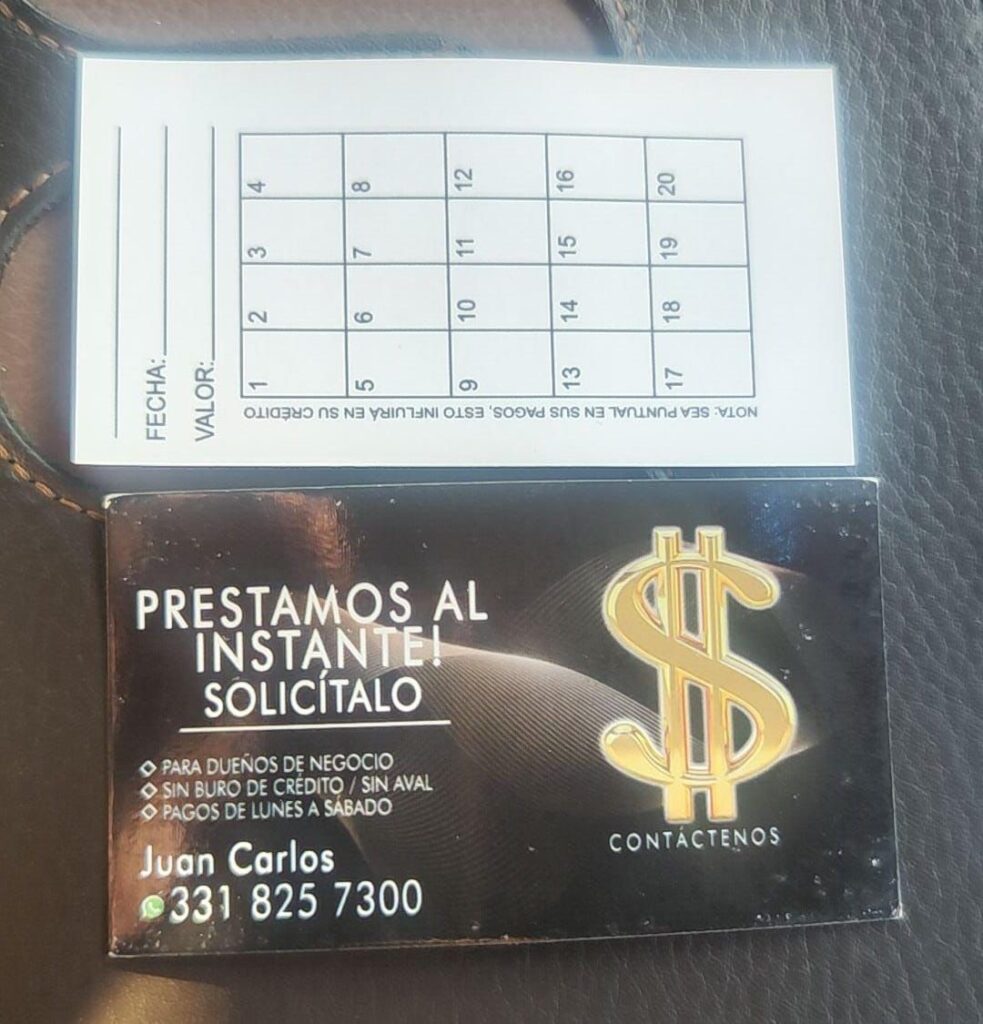 FECHA:
VALOR:
1 2 3 4
5 6 7 8
9 10 11 12
13 14 15 16
17 18 19 20
NOTA: SEA PUNTUAL EN SUS PAGOS, ESTO INFLUIRÁ EN SU CRÉDITO
PRESTAMOS AL
INSTANTE!
SOLICÍTALO
PARA DUEÑOS DE NEGOCIO
SIN BURO DE CRÉDITO / SIN AVAL
PAGOS DE LUNES A SÁBADO
Juan Carlos
331 825 7300
$
CONTÁCTENOS